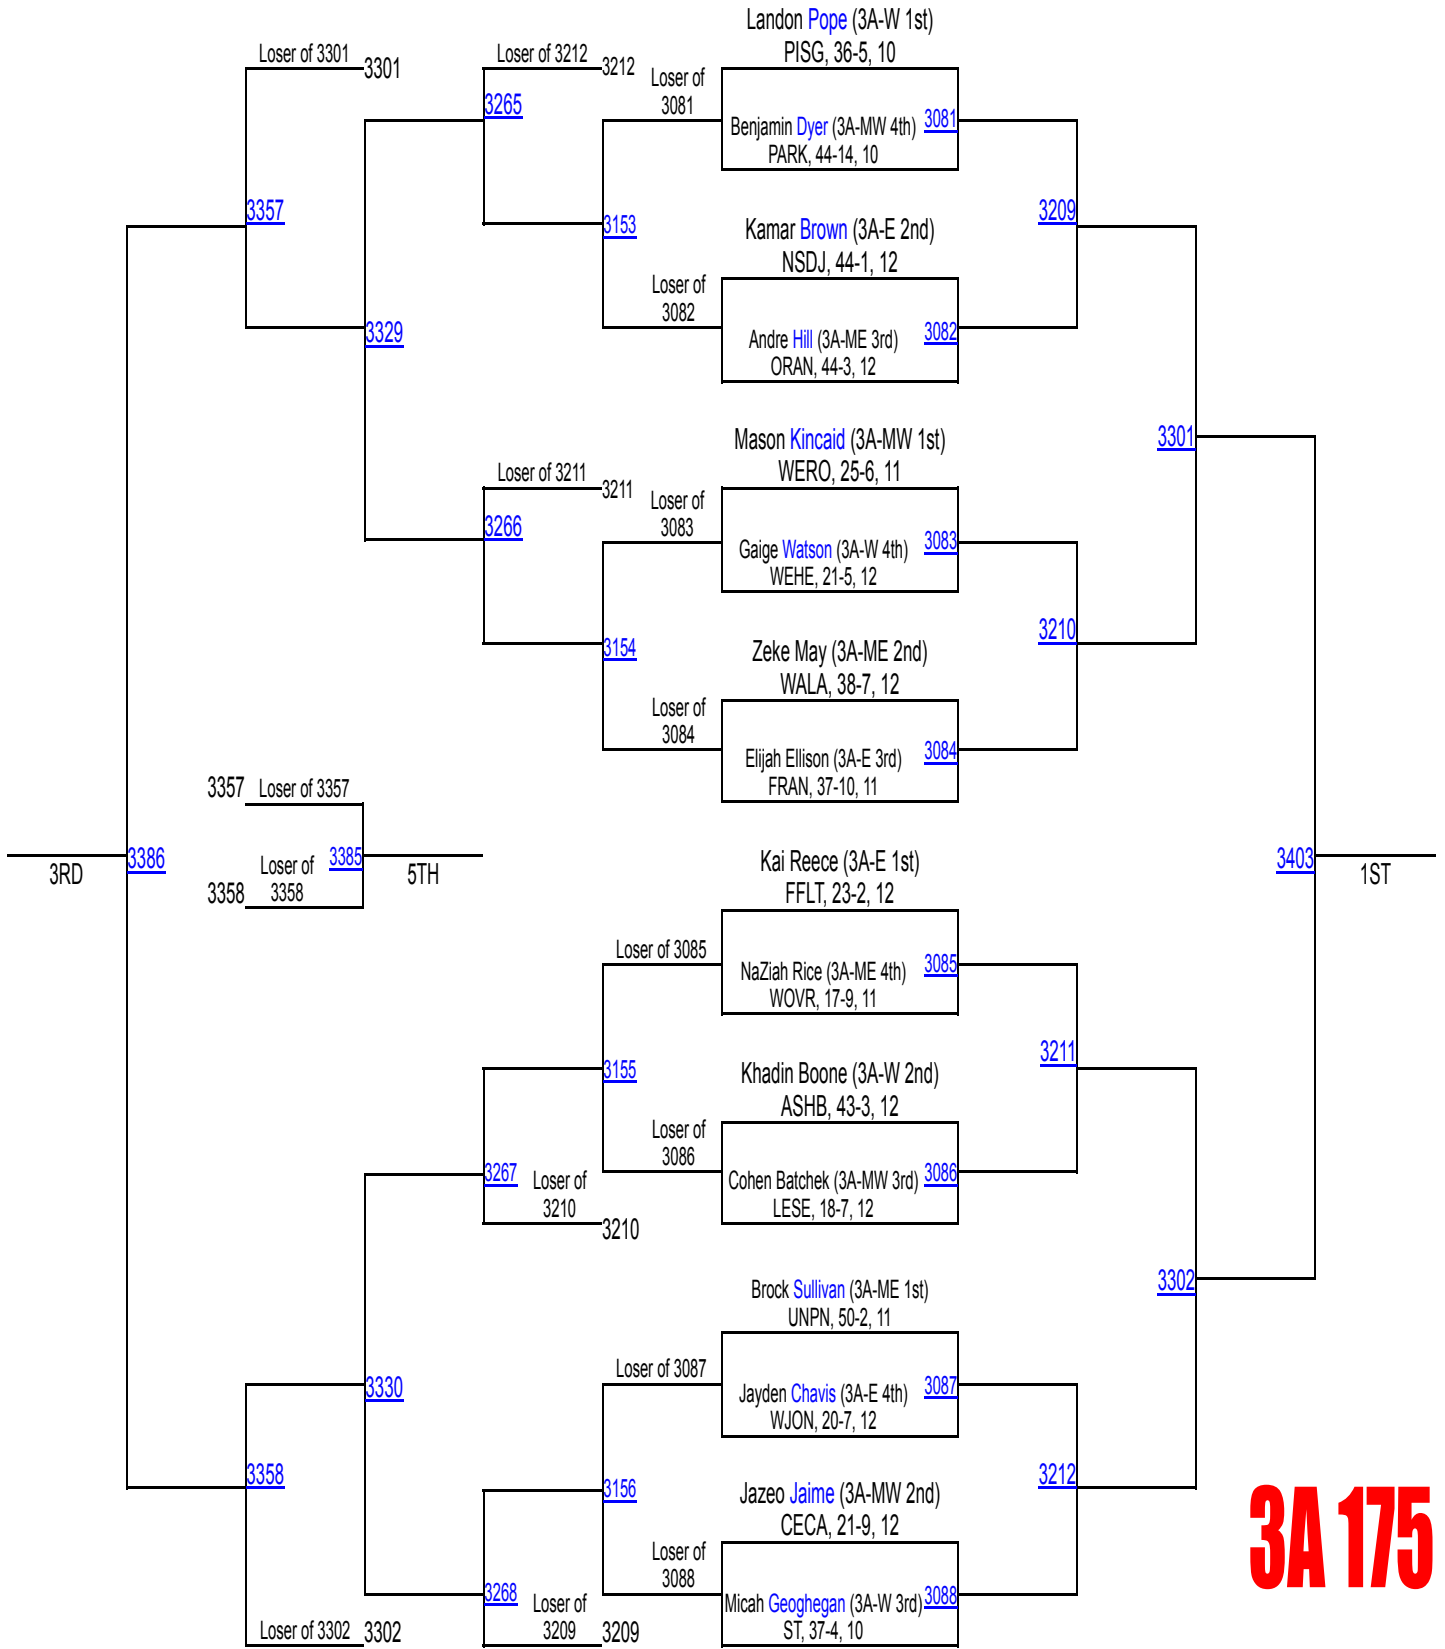 Landon Pope (3A-W 1st)
PISG, 36-5, 10
Loser of 3301
3301
Loser of 3212
3212
Loser of
3081
3265
Benjamin Dyer (3A-MW 4th)
PARK, 44-14, 10
3081
3357
3153
3209
Kamar Brown (3A-E 2nd)
NSDJ, 44-1, 12
Loser of
3082
3329
Andre Hill (3A-ME 3rd)
ORAN, 44-3, 12
3082
Mason Kincaid (3A-MW 1st)
WERO, 25-6, 11
3301
Loser of 3211
3211
Loser of
3083
3266
Gaige Watson (3A-W 4th)
WEHE, 21-5, 12
3083
3154
3210
Zeke May (3A-ME 2nd)
WALA, 38-7, 12
Loser of
3084
Elijah Ellison (3A-E 3rd)
FRAN, 37-10, 11
3084
3357
Loser of 3357
3RD
3386
Loser of
3358
3358
3385
5TH
Kai Reece (3A-E 1st)
FFLT, 23-2, 12
3403
1ST
Loser of 3085
NaZiah Rice (3A-ME 4th)
WOVR, 17-9, 11
3085
3155
3211
Khadin Boone (3A-W 2nd)
ASHB, 43-3, 12
Loser of
3086
3267
Loser of
3210
3210
Cohen Batchek (3A-MW 3rd)
LESE, 18-7, 12
3086
Brock Sullivan (3A-ME 1st)
UNPN, 50-2, 11
3302
Loser of 3087
3330
Jayden Chavis (3A-E 4th)
WJON, 20-7, 12
3087
3358
3156
3212
Jazeo Jaime (3A-MW 2nd)
CECA, 21-9, 12
Loser of
3088
3268
Loser of
3209
3209
Micah Geoghegan (3A-W 3rd)
ST, 37-4, 10
3088
Loser of 3302
3302
3A 175